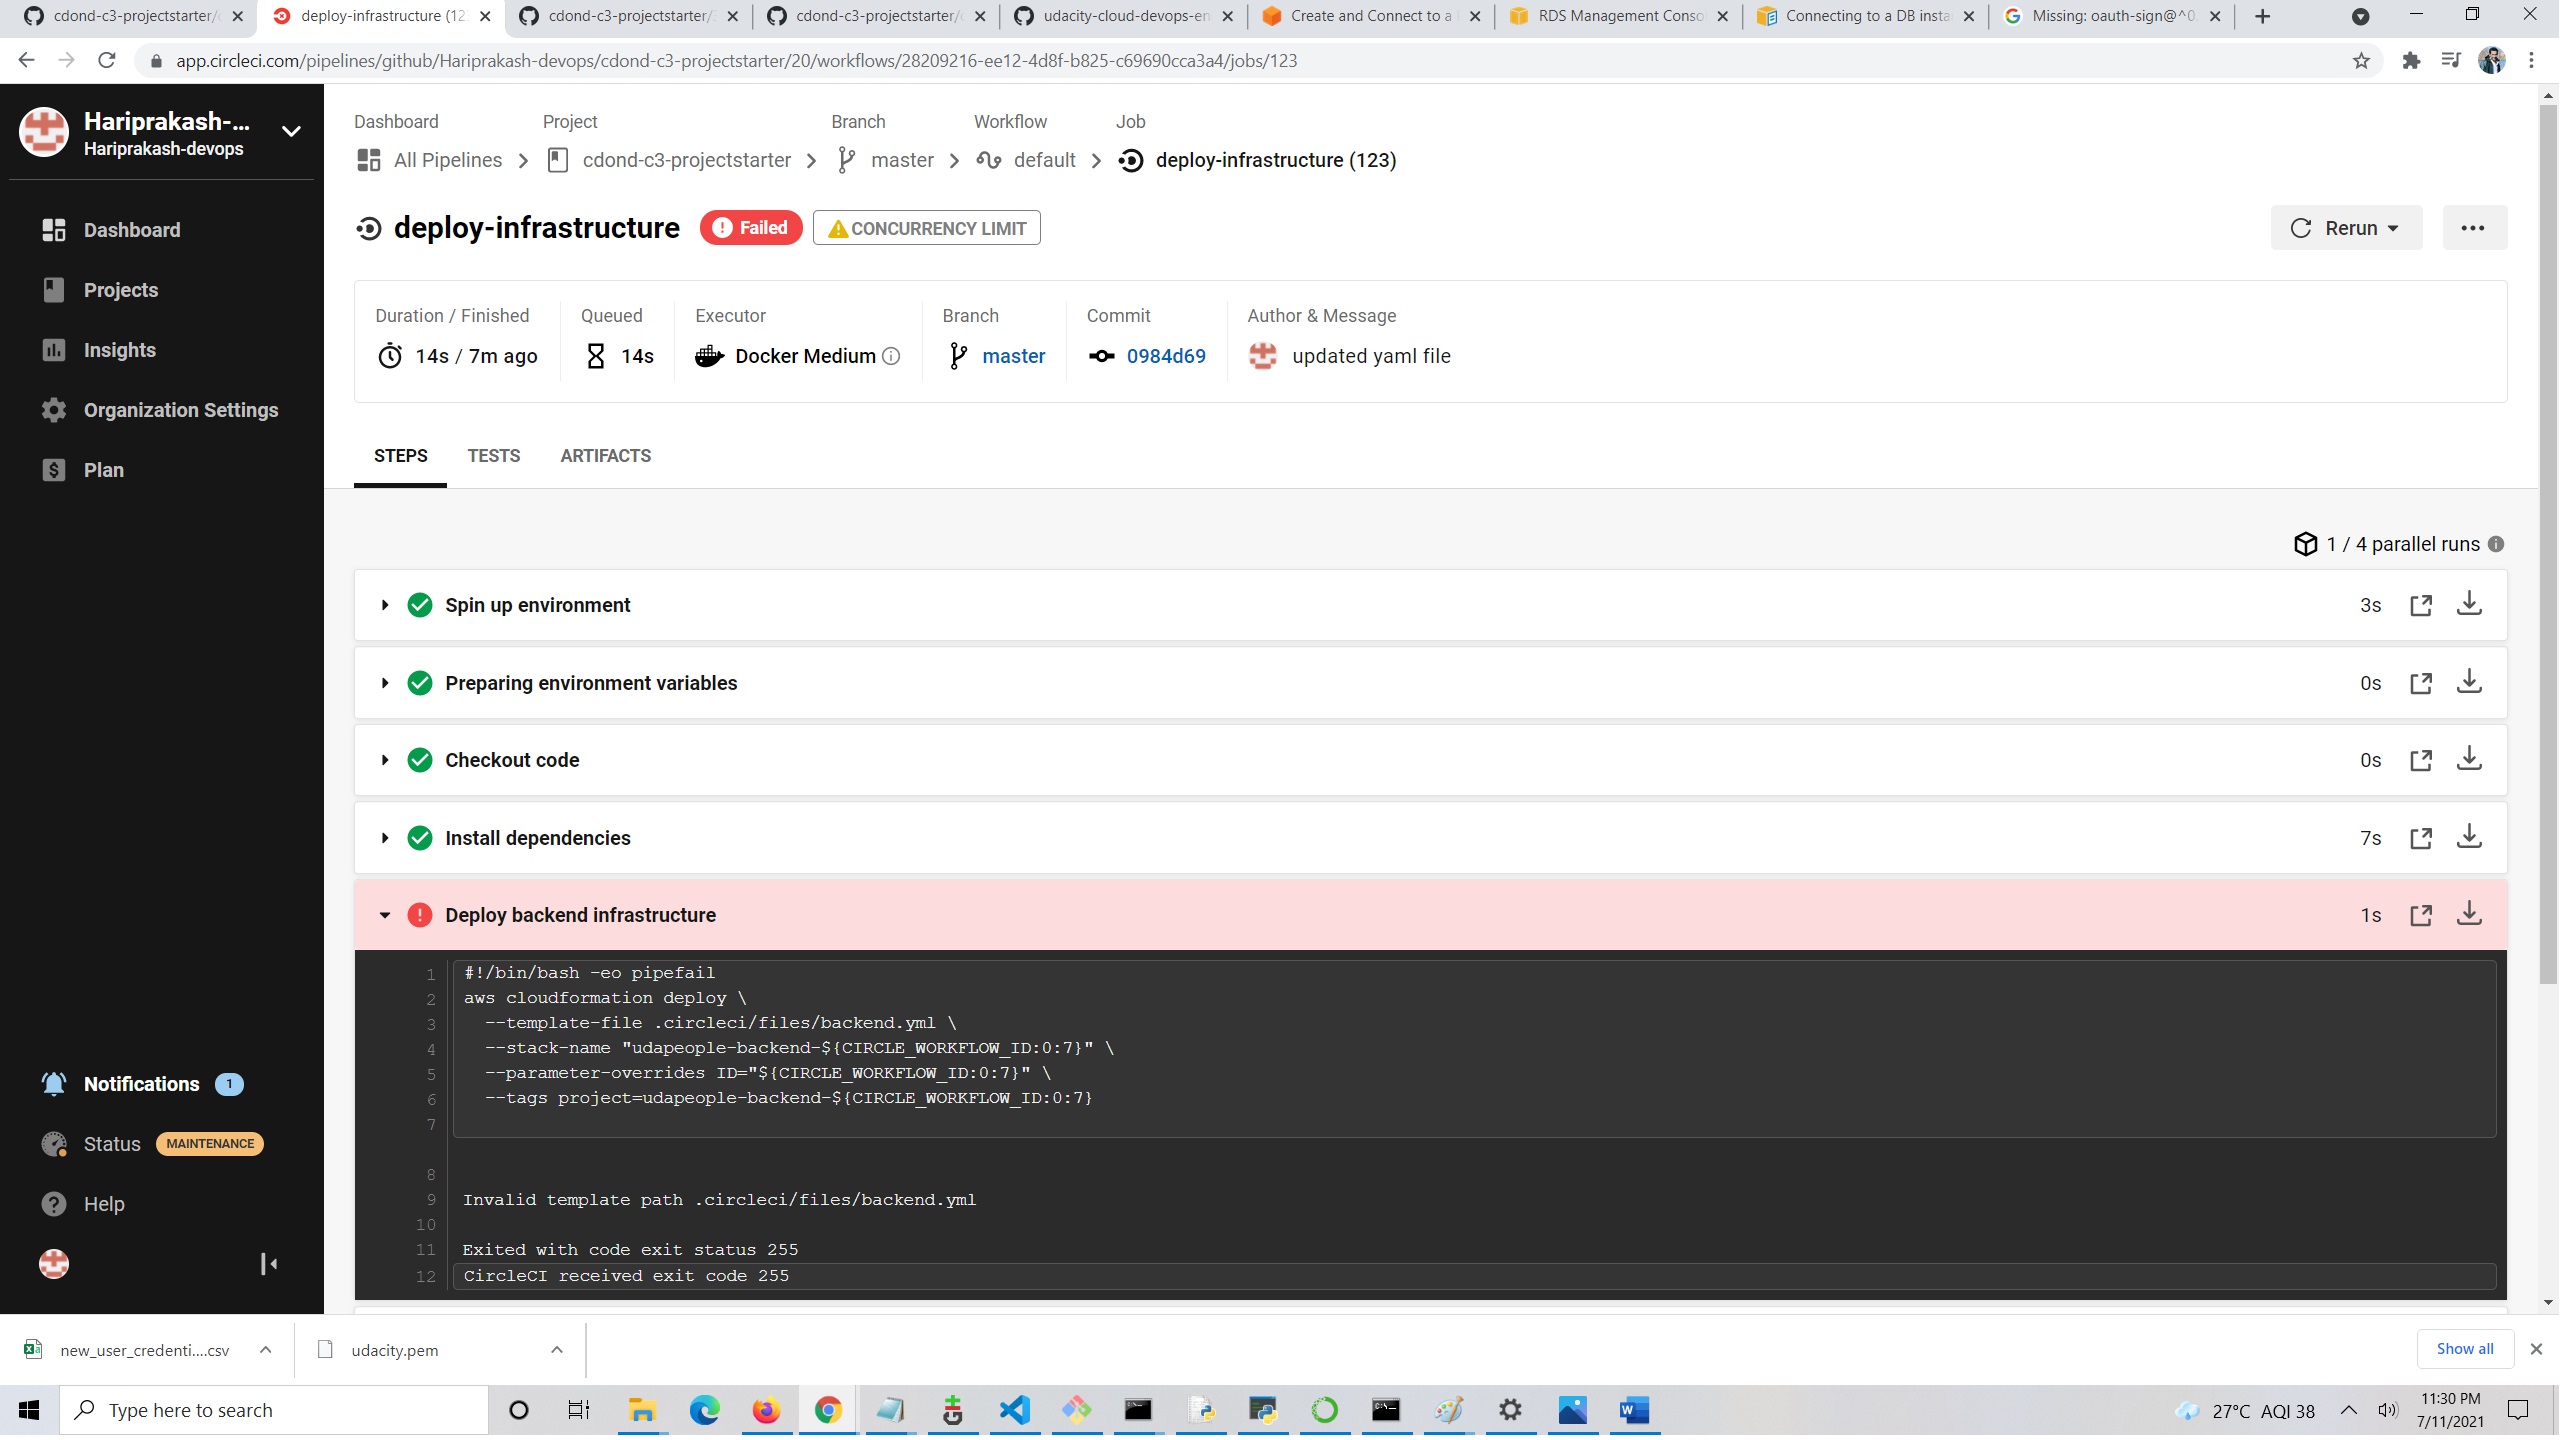 cdond-c3-projectstarter/
deploy-infrastructure (12
cdond-c3-projectstarter/
cdond-c3-projectstarter/
udacity-cloud-devops-en
Create and Connect to a
RDS Management Conso
Connecting to a DB insta
Missing: oauth-sign@^0.
app.circleci.com/pipelines/github/Hariprakash-devops/cdond-c3-projectstarter/20/workflows/28209216-ee12-4d8f-b825-c69690cca3a4/jobs/123
Hariprakash-...
Hariprakash-devops
Dashboard
Projects
Insights
Organization Settings
Plan
Notifications 1
Status MAINTENANCE
Help
Dashboard Project Branch Workflow Job
All Pipelines cdond-c3-projectstarter master default deploy-infrastructure (123)
deploy-infrastructure Failed CONCURRENCY LIMIT
Rerun
Duration / Finished Queued Executor Branch Commit Author & Message
14s / 7m ago 14s Docker Medium master 0984d69 updated yaml file
STEPS TESTS ARTIFACTS
1 / 4 parallel runs
Spin up environment 3s
Preparing environment variables 0s
Checkout code 0s
Install dependencies 7s
Deploy backend infrastructure 1s
1 #!/bin/bash -eo pipefail
2 aws cloudformation deploy \
3 --template-file .circleci/files/backend.yml \
4 --stack-name "udapeople-backend-${CIRCLE_WORKFLOW_ID:0:7}" \
5 --parameter-overrides ID="${CIRCLE_WORKFLOW_ID:0:7}" \
6 --tags project=udapeople-backend-${CIRCLE_WORKFLOW_ID:0:7}
7
8
9 Invalid template path .circleci/files/backend.yml
10
11 Exited with code exit status 255
12 CircleCI received exit code 255
new_user_credenti....csv
udacity.pem
Show all
Type here to search
27°C AQI 38
11:30 PM
7/11/2021